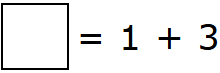 = 1 + 3